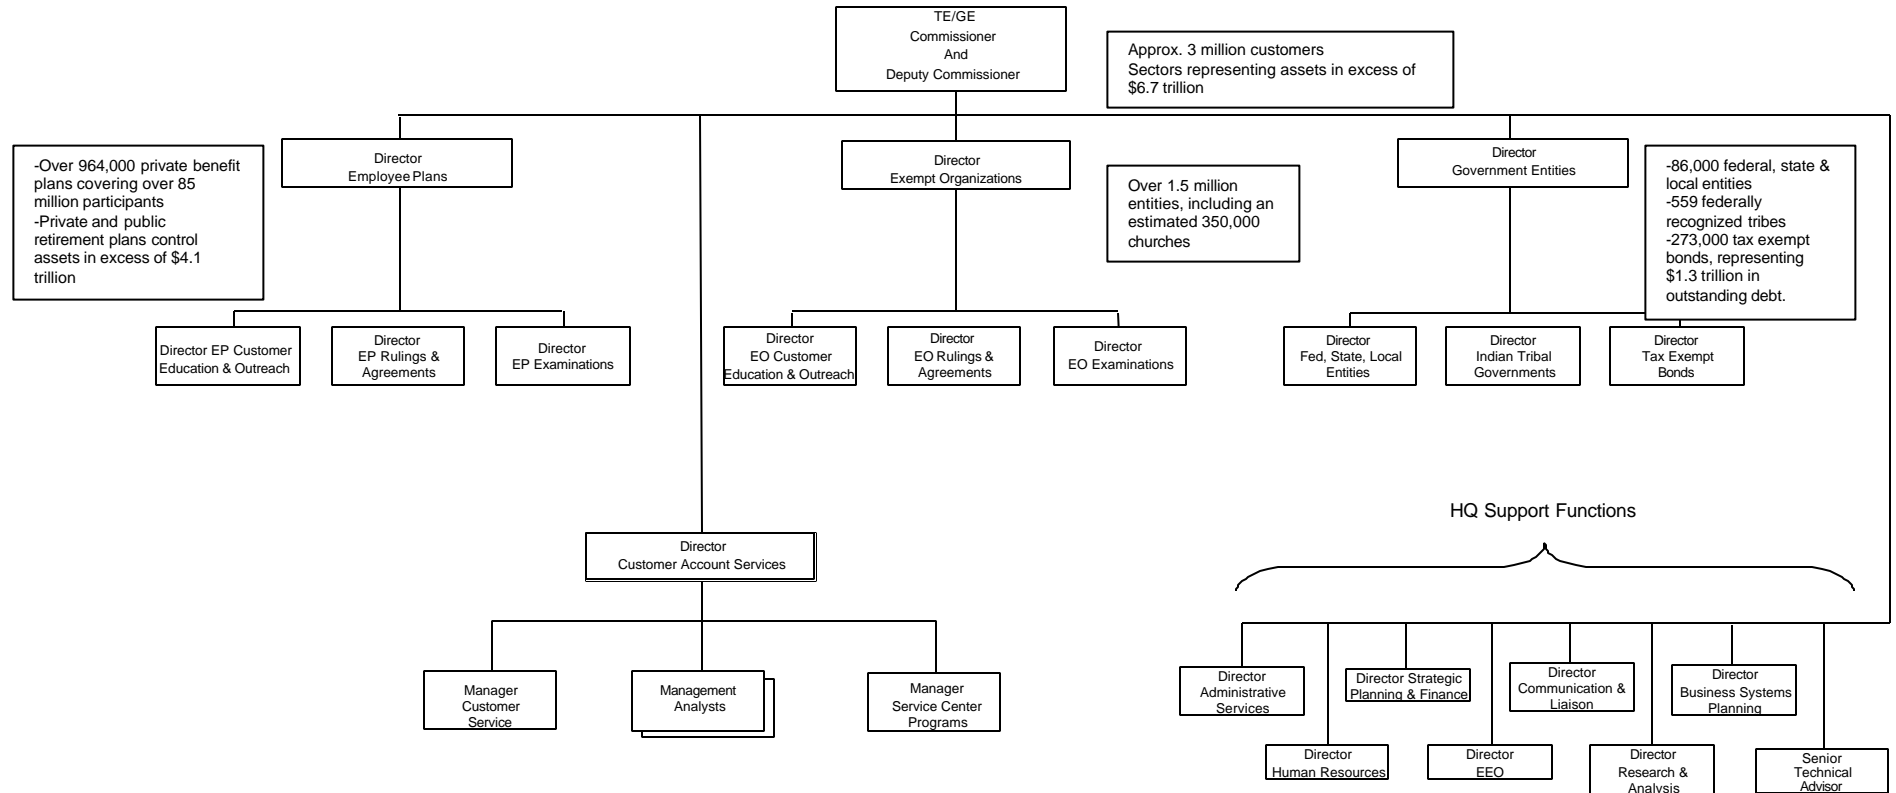 TE/GE
Commissioner
And
Deputy Commissioner
Approx. 3 million customers
Sectors representing assets in excess of
$6.7 trillion
-Over 964,000 private benefit
plans covering over 85
million participants
-Private and public
retirement plans control
assets in excess of $4.1
trillion
Director
Employee Plans
Director
Exempt Organizations
Over 1.5 million
entities, including an
estimated 350,000
churches
Director
Government Entities
-86,000 federal, state &
local entities
-559 federally
recognized tribes
-273,000 tax exempt
bonds, representing
$1.3 trillion in
outstanding debt.
Director EP Customer
Education & Outreach
Director
EP Rulings &
Agreements
Director
EP Examinations
Director
EO Customer
Education & Outreach
Director
EO Rulings &
Agreements
Director
EO Examinations
Director
Fed, State, Local
Entities
Director
Indian Tribal
Governments
Director
Tax Exempt
Bonds
HQ Support Functions
Director
Customer Account Services
Manager
Customer
Service
Management
Analysts
Manager
Service Center
Programs
Director
Administrative
Services
Director Strategic
Planning & Finance
Director
Communication &
Liaison
Director
Business Systems
Planning
Director
Human Resources
Director
EEO
Director
Research &
Analysis
Senior
Technical
Advisor